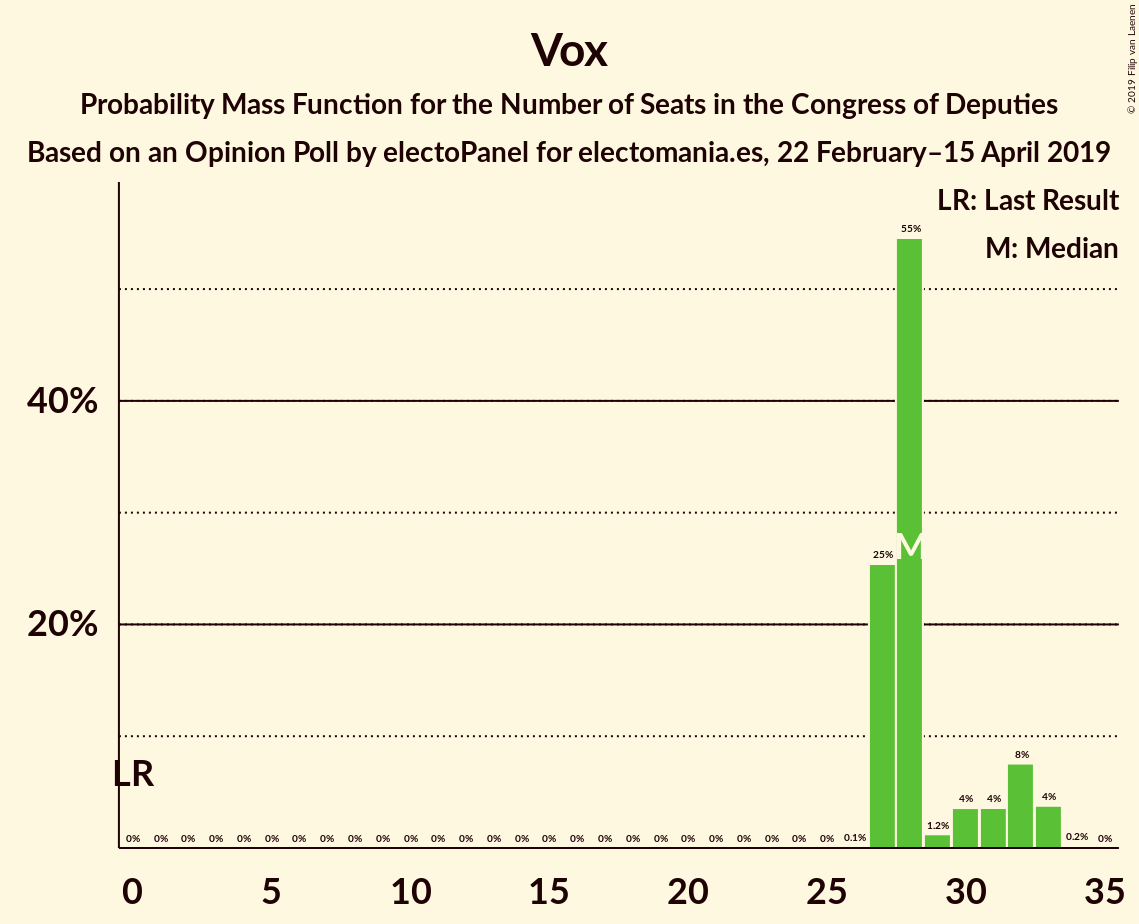 Vox
Probability Mass Function for the Number of Seats in the Congress of Deputies
Based on an Opinion Poll by electoPanel for electomania.es, 22 February–15 April 2019
© 2019 Filip van Laenen
LR: Last Result
M: Median
55%
40%
M
25%
20%
LR
8%
4% 4% 4%
1.2%
0% 0% 0% 0% 0% 0% 0% 0% 0% 0% 0% 0% 0% 0% 0% 0% 0% 0% 0% 0% 0% 0% 0% 0% 0% 0% 0.1% 0.2% 0%
0 5 10 15 20 25 30 35